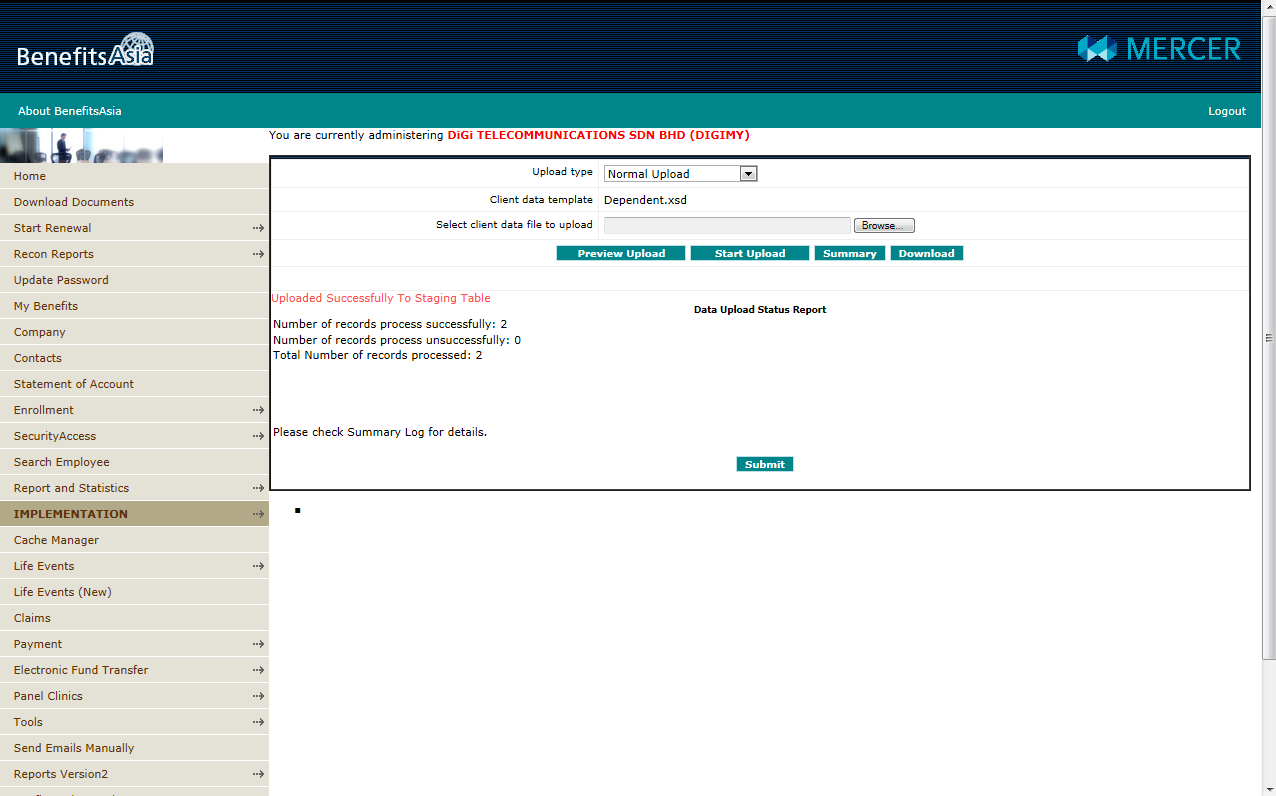 BenefitsAsia
MERCER
About BenefitsAsia
Logout
You are currently administering DiGi TELECOMMUNICATIONS SDN BHD (DIGIMY)
Home
Download Documents
Start Renewal
Recon Reports
Update Password
My Benefits
Company
Contacts
Statement of Account
Enrollment
SecurityAccess
Search Employee
Report and Statistics
IMPLEMENTATION
Cache Manager
Life Events
Life Events (New)
Claims
Payment
Electronic Fund Transfer
Panel Clinics
Tools
Send Emails Manually
Reports Version2
Upload type Normal Upload
Client data template Dependent.xsd
Select client data file to upload Browse...
Preview Upload Start Upload Summary Download
Uploaded Successfully To Staging Table
Data Upload Status Report
Number of records process successfully: 2
Number of records process unsuccessfully: 0
Total Number of records processed: 2
Please check Summary Log for details.
Submit